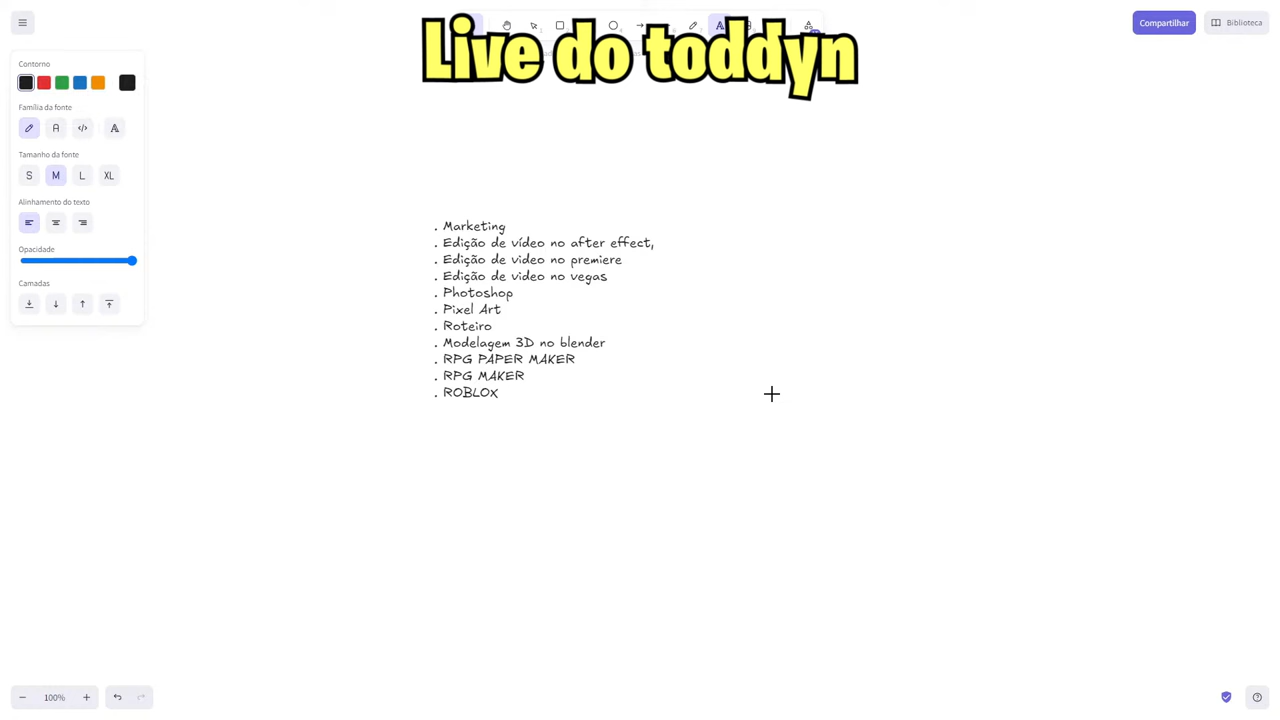 Live do toddyn
Compartilhar
Biblioteca
Contorno
Família da fonte
Tamanho da fonte
S M L XL
Alinhamento do texto
Opacidade
Camadas
. Marketing
. Edição de vídeo no after effect,
. Edição de video no premiere
. Edição de video no vegas
. Photoshop
. Pixel Art
. Roteiro
. Modelagem 3D no blender
. RPG PAPER MAKER
. RPG MAKER
. ROBLOX
100%